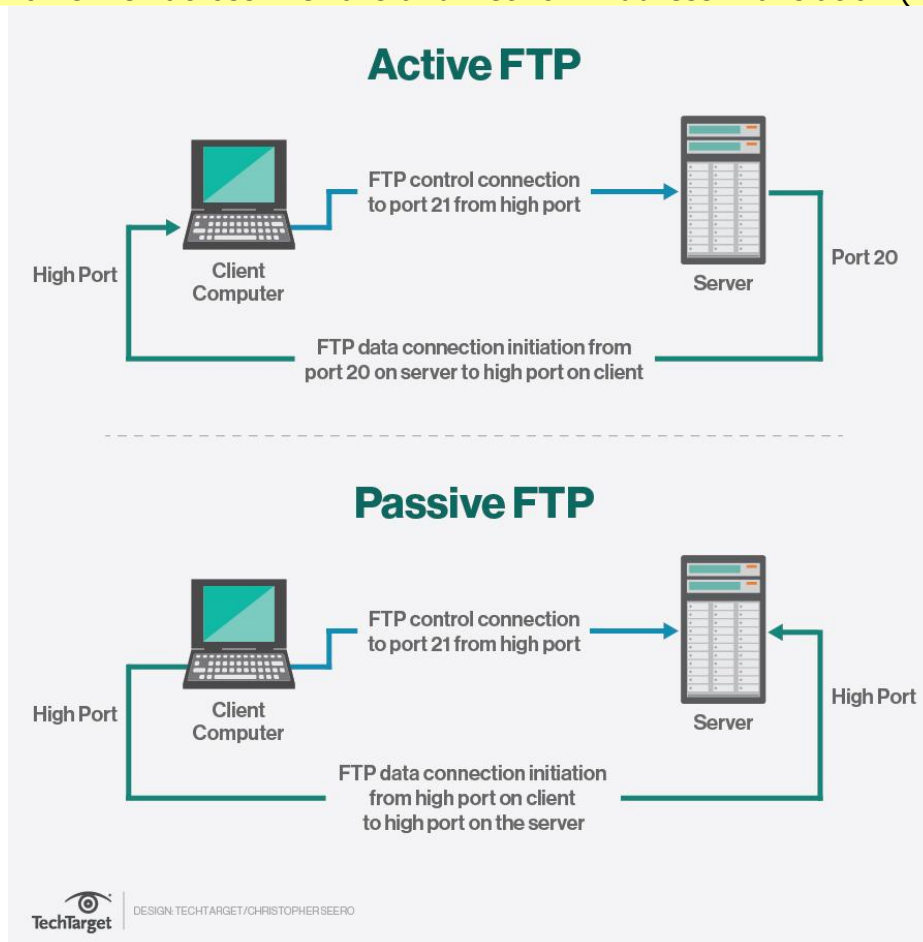 Active FTP
FTP control connection
to port 21 from high port
High Port
Client
Computer
Server
Port 20
FTP data connection initiation from
port 20 on server to high port on client
Passive FTP
FTP control connection
to port 21 from high port
High Port
Client
Computer
Server
High Port
FTP data connection initiation
from high port on client
to high port on the server
TechTarget
DESIGN: TECHTARGET/CHRISTOPHER SEERO